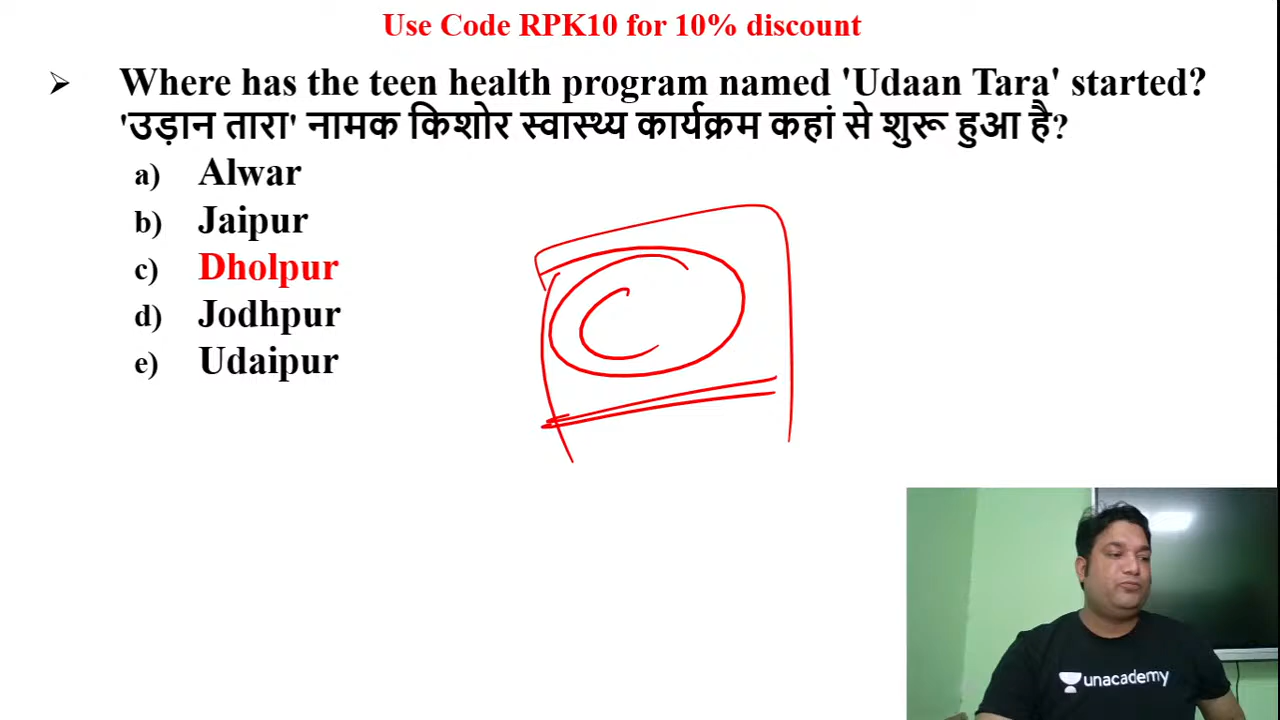 Use Code RPK10 for 10% discount
➢ Where has the teen health program named 'Udaan Tara' started?
'उड़ान तारा' नामक किशोर स्वास्थ्य कार्यक्रम कहां से शुरू हुआ है?
a) Alwar
b) Jaipur
c) Dholpur
d) Jodhpur
e) Udaipur
unacademy